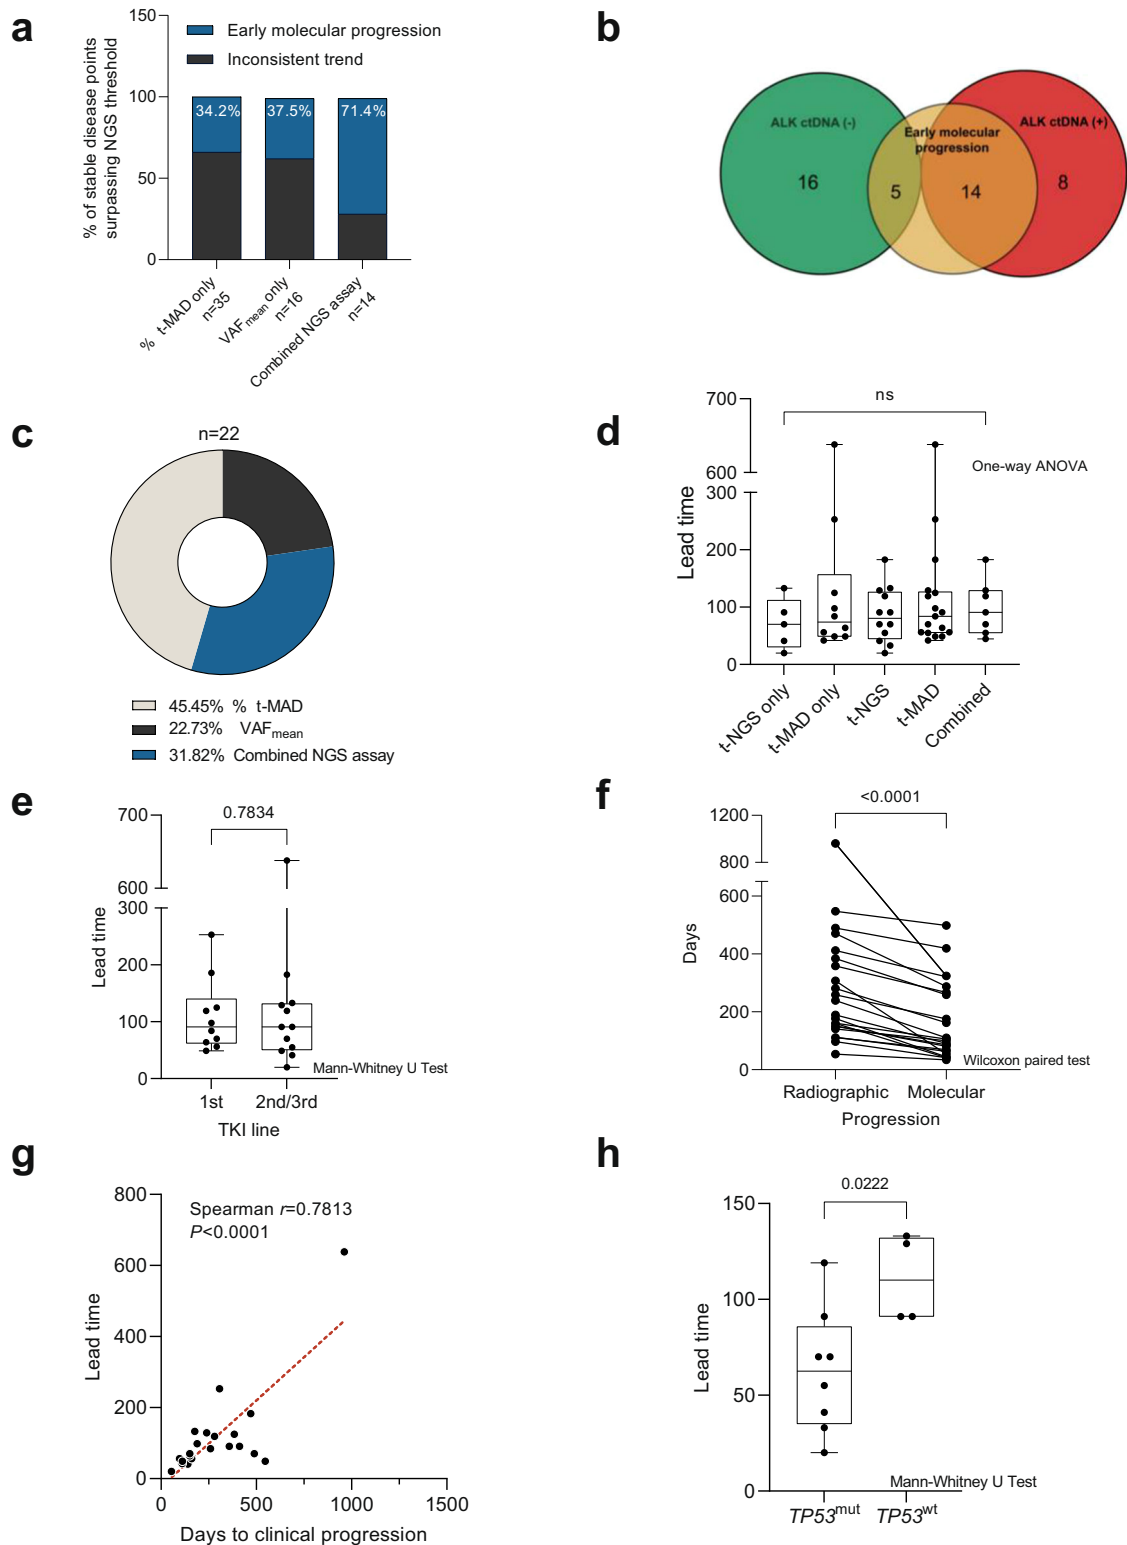 a
150
100
50
0
% of stable disease points
surpassing NGS threshold
Early molecular progression
Inconsistent trend
34.2%
37.5%
71.4%
% t-MAD only
n=35
VAFmean only
n=16
Combined NGS assay
n=14
b
ALK ctDNA (-)
Early molecular
progression
ALK ctDNA (+)
16
5
14
8
c
n=22
45.45% % t-MAD
22.73% VAFmean
31.82% Combined NGS assay
d
700
600
300
200
100
0
Lead time
ns
One-way ANOVA
t-NGS only
t-MAD only
t-NGS
t-MAD
Combined
e
700
600
300
200
100
0
Lead time
0.7834
Mann-Whitney U Test
1st
2nd/3rd
TKI line
f
1200
800
600
400
200
0
Days
<0.0001
Wilcoxon paired test
Radiographic
Molecular
Progression
g
800
600
400
200
0
Lead time
Spearman r=0.7813
P<0.0001
0
500
1000
1500
Days to clinical progression
h
150
100
50
0
Lead time
0.0222
Mann-Whitney U Test
TP53mut
TP53wt